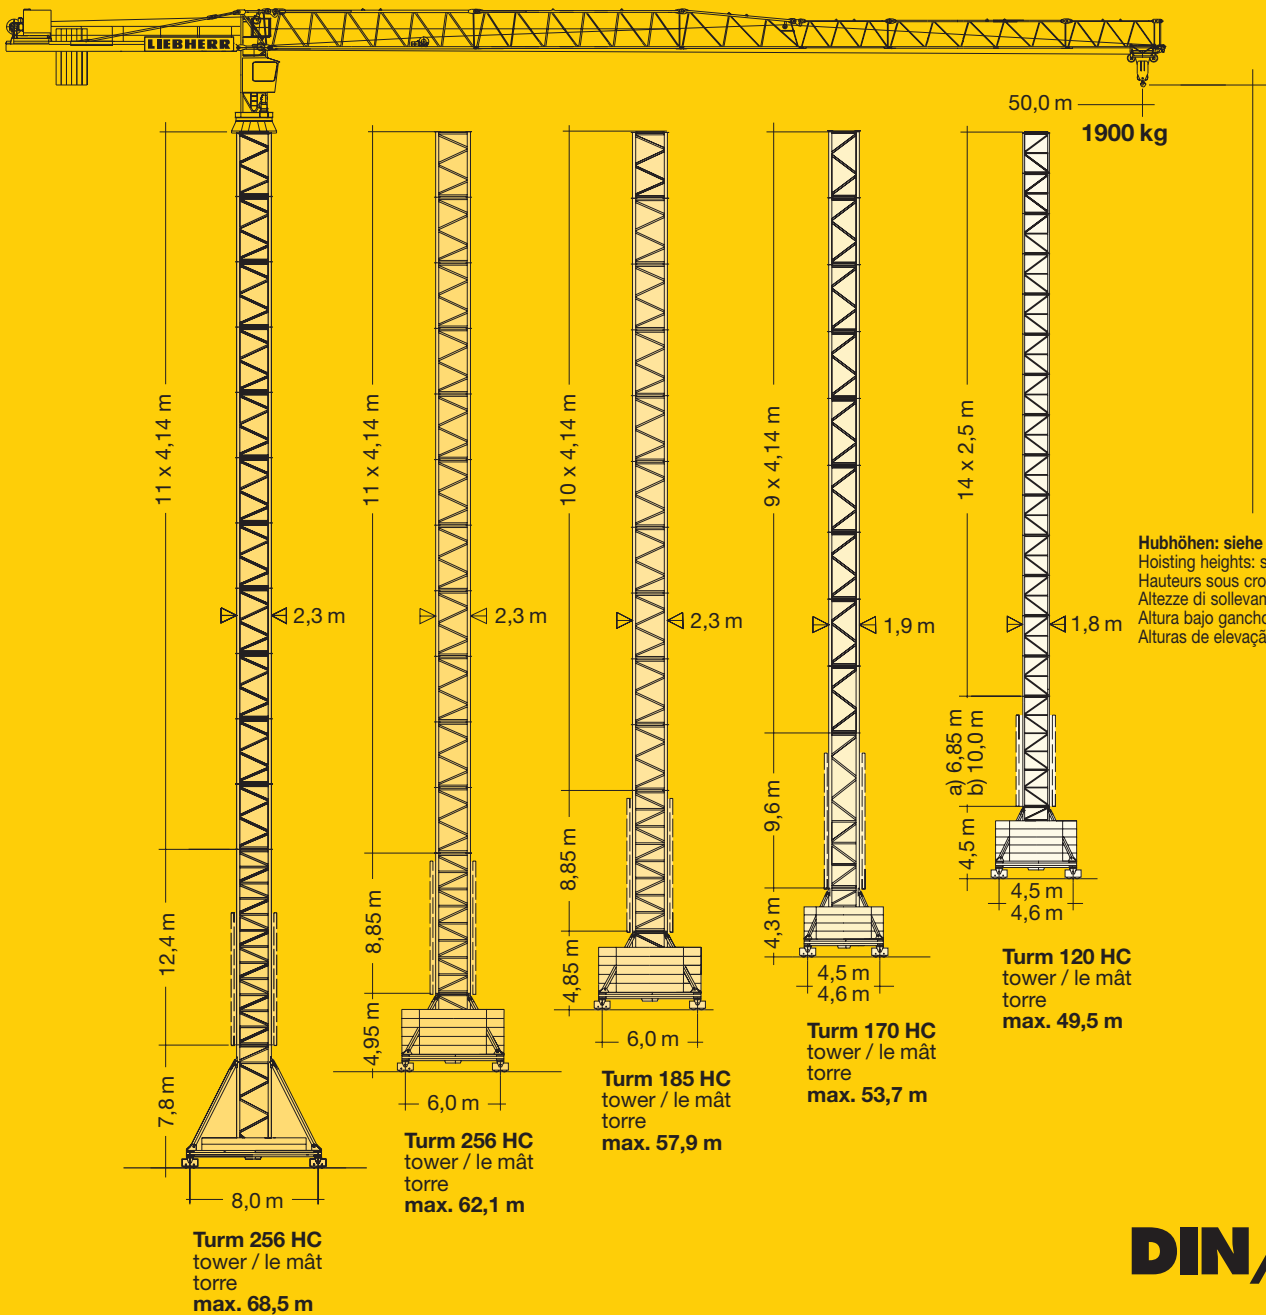 LIEBHERR
50,0 m
1900 kg
11 x 4,14 m
12,4 m
7,8 m
2,3 m
8,0 m
Turm 256 HC
tower / le mât
torre
max. 68,5 m
11 x 4,14 m
8,85 m
4,95 m
2,3 m
6,0 m
Turm 256 HC
tower / le mât
torre
max. 62,1 m
10 x 4,14 m
8,85 m
4,85 m
2,3 m
6,0 m
Turm 185 HC
tower / le mât
torre
max. 57,9 m
9 x 4,14 m
9,6 m
4,3 m
1,9 m
4,5 m
4,6 m
Turm 170 HC
tower / le mât
torre
max. 53,7 m
14 x 2,5 m
a) 6,85 m
b) 10,0 m
4,5 m
1,8 m
4,5 m
4,6 m
Turm 120 HC
tower / le mât
torre
max. 49,5 m
Hubhöhen: siehe
Hoisting heights: s
Hauteurs sous cro
Altezze di sollevam
Altura bajo gancho
Alturas de elevaçã
DIN/